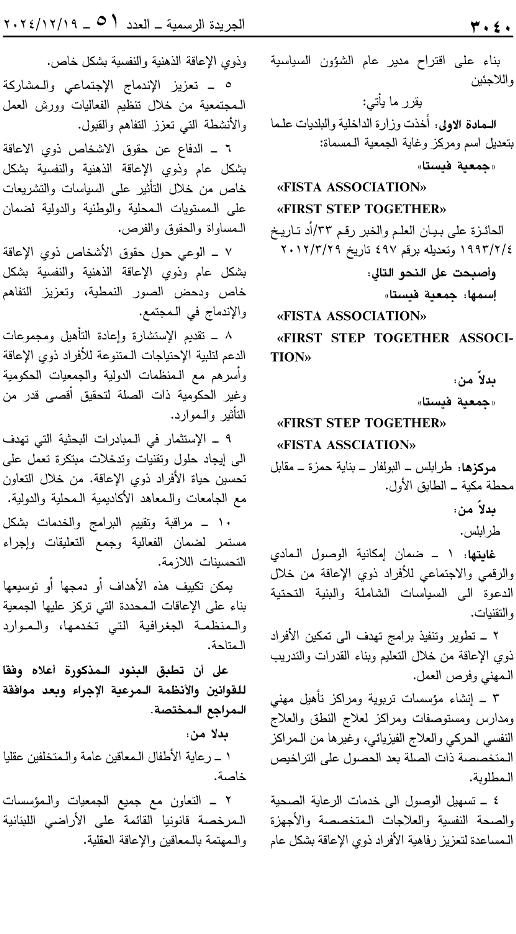 ٣٠٤٠
الجريدة الرسمية ـ العدد ٥١ ـ ٢٠٢٤/١٢/١٩
بناء على اقتراح مدير عام الشؤون السياسية
واللاجئين
يقرر ما يأتي:
المادة الاولى: أخذت وزارة الداخلية والبلديات علما
بتعديل اسم ومركز وغاية الجمعية المسماة:
«جمعية فيستا»
«FISTA ASSOCIATION»
«FIRST STEP TOGETHER»
الحائزة على بيان العلم والخبر رقم ٣٣/أد تاريخ
١٩٩٣/٢/٤ وتعديله برقم ٤٩٧ تاريخ ٢٠١٢/٣/٢٩
وأصبحت على النحو التالي:
اسمها: جمعية فيستا»
«FISTA ASSOCIATION»
«FIRST STEP TOGETHER ASSOCI-
TION»
بدلاً من:
«جمعية فيستا»
«FIRST STEP TOGETHER»
«FISTA ASSCIATION»
مركزها: طرابلس ـ البولفار ـ بناية حمزة ـ مقابل
محطة مكية ـ الطابق الأول.
بدلاً من:
طرابلس.
غايتها: ١ ـ ضمان إمكانية الوصول المادي
والرقمي والاجتماعي للأفراد ذوي الإعاقة من خلال
الدعوة الى السياسات الشاملة والبنية التحتية
والتقنيات.
٢ ـ تطوير وتنفيذ برامج تهدف الى تمكين الأفراد
ذوي الإعاقة من خلال التعليم وبناء القدرات والتدريب
المهني وفرص العمل.
٣ ـ إنشاء مؤسسات تربوية ومراكز تأهيل مهني
ومدارس ومستوصفات ومراكز لعلاج النطق والعلاج
النفسي الحركي والعلاج الفيزيائي، وغيرها من المراكز
المتخصصة ذات الصلة بعد الحصول على التراخيص
المطلوبة.
٤ ـ تسهيل الوصول الى خدمات الرعاية الصحية
والصحة النفسية والعلاجات المتخصصة والأجهزة
المساعدة لتعزيز رفاهية الأفراد ذوي الإعاقة بشكل عام
وذوي الإعاقة الذهنية والنفسية بشكل خاص.
٥ ـ تعزيز الإندماج الإجتماعي والمشاركة
المجتمعية من خلال تنظيم الفعاليات وورش العمل
والأنشطة التي تعزز التفاهم والقبول.
٦ ـ الدفاع عن حقوق الاشخاص ذوي الاعاقة
بشكل عام وذوي الإعاقة الذهنية والنفسية بشكل
خاص من خلال التأثير على السياسات والتشريعات
على المستويات المحلية والوطنية والدولية لضمان
المساواة والحقوق والفرص.
٧ ـ الوعي حول حقوق الأشخاص ذوي الإعاقة
بشكل عام وذوي الإعاقة الذهنية والنفسية بشكل
خاص ودحض الصور النمطية، وتعزيز التفاهم
والإندماج في المجتمع.
٨ ـ تقديم الإستشارة وإعادة التأهيل ومجموعات
الدعم لتلبية الإحتياجات المتنوعة للأفراد ذوي الإعاقة
وأسرهم مع المنظمات الدولية والجمعيات الحكومية
وغير الحكومية ذات الصلة لتحقيق أقصى قدر من
التأثير والموارد.
٩ ـ الإستثمار في المبادرات البحثية التي تهدف
الى إيجاد حلول وتقنيات وتدخلات مبتكرة تعمل على
تحسين حياة الأفراد ذوي الإعاقة. من خلال التعاون
مع الجامعات والمعاهد الأكاديمية المحلية والدولية.
١٠ ـ مراقبة وتقييم البرامج والخدمات بشكل
مستمر لضمان الفعالية وجمع التعليقات وإجراء
التحسينات اللازمة.
يمكن تكييف هذه الأهداف أو دمجها أو توسيعها
بناء على الإعاقات المحددة التي تركز عليها الجمعية
والمنظمة الجغرافية التي تخدمها، والموارد
المتاحة.
على أن تطبق البنود المذكورة أعلاه وفقا
للقوانين والأنظمة المرعية الإجراء وبعد موافقة
المراجع المختصة.
بدلا من:
١ ـ رعاية الأطفال المعاقين عامة والمتخلفين عقليا
خاصة.
٢ ـ التعاون مع جميع الجمعيات والمؤسسات
المرخصة قانونيا القائمة على الأراضي اللبنانية
والمهتمة بالمعاقين والإعاقة العقلية.